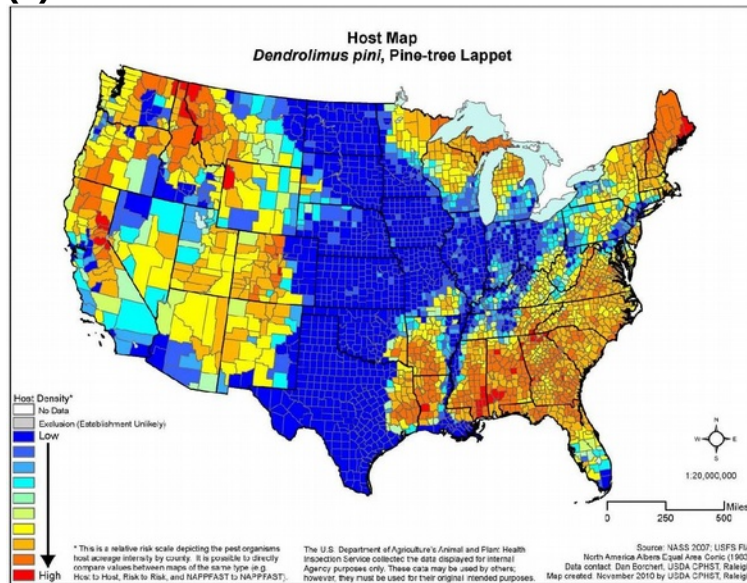 Host Map
Dendrolimus pini, Pine-tree Lappet
Host Density*
No Data
Exclusion (Establishment Unlikely)
Low
High
* This is a relative risk scale depicting the pest organisms
host acreage intensity by county. It is possible to directly
compare values between maps of the same type (e.g.
Host to Host, Risk to Risk, and NAPPFAST to NAPPFAST).
The U.S. Department of Agriculture's Animal and Plant Health
Inspection Service collected the data displayed for internal
Agency purposes only. These data may be used by others;
however, they must be used for their original intended purposes.
N
W E
S
1:20,000,000
0 250 500
Miles
Source: NASS 2007; USFS
North America Albers Equal Area Conic
Data contact: Dan Borchert, USDA CPHST,
Map created: November 2010 by USDA CPHST,